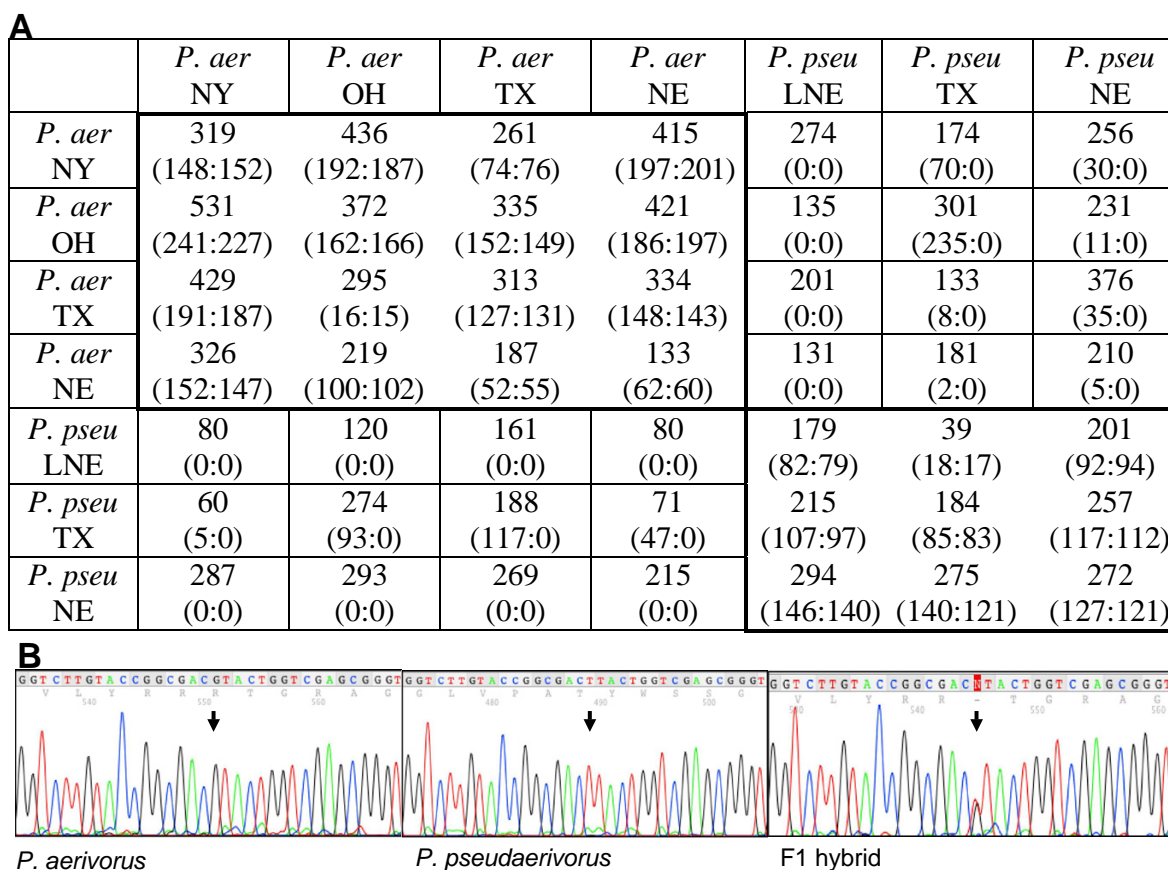 A
P. aer P. aer P. aer P. aer P. pseu P. pseu P. pseu
NY OH TX NE LNE TX NE
P. aer 319 436 261 415 274 174 256
NY (148:152) (192:187) (74:76) (197:201) (0:0) (70:0) (30:0)
P. aer 531 372 335 421 135 301 231
OH (241:227) (162:166) (152:149) (186:197) (0:0) (235:0) (11:0)
P. aer 429 295 313 334 201 133 376
TX (191:187) (16:15) (127:131) (148:143) (0:0) (8:0) (35:0)
P. aer 326 219 187 133 131 181 210
NE (152:147) (100:102) (52:55) (62:60) (0:0) (2:0) (5:0)
P. pseu 80 120 161 80 179 39 201
LNE (0:0) (0:0) (0:0) (0:0) (82:79) (18:17) (92:94)
P. pseu 60 274 188 71 215 184 257
TX (5:0) (93:0) (117:0) (47:0) (107:97) (85:83) (117:112)
P. pseu 287 293 269 215 294 275 272
NE (0:0) (0:0) (0:0) (0:0) (146:140) (140:121) (127:121)
B
GGTCTTGTACCGGCGACGTACTGGTCGAGCGGGT GGTCTTGTACCGGCGACTTACTGGTCGAGCGGGT GGTCTTGTACCGGCGACNTACTGGTCGAGCGGGT
V L Y R R R T G R A G G L V P A T Y W S S G V L Y R R - T G R A G
540 550 560 480 490 500 540 550 560
P. aerivorus P. pseudaerivorus F1 hybrid